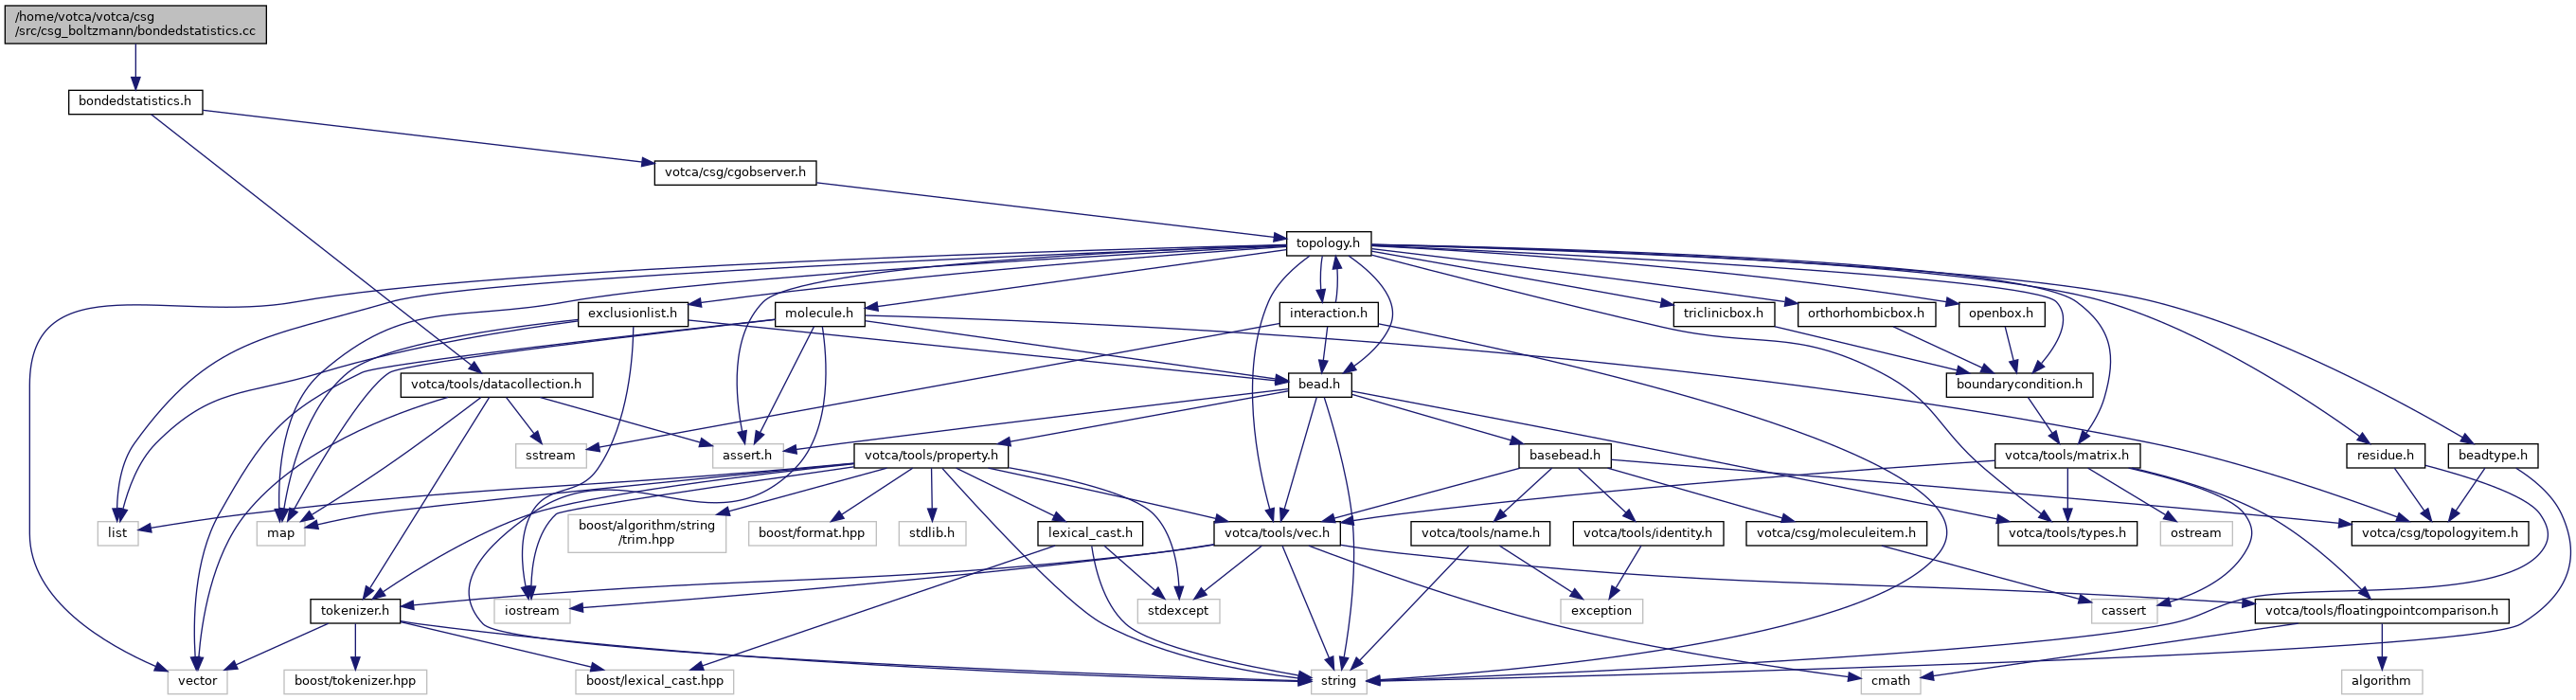 /home/votca/votca/csg
/src/csg_boltzmann/bondedstatistics.cc
bondedstatistics.h
votca/csg/cgobserver.h
topology.h
exclusionlist.h
molecule.h
interaction.h
triclinicbox.h
orthorhombicbox.h
openbox.h
votca/tools/datacollection.h
bead.h
boundarycondition.h
sstream
assert.h
votca/tools/property.h
basebead.h
votca/tools/matrix.h
residue.h
beadtype.h
list
map
boost/algorithm/string
/trim.hpp
boost/format.hpp
stdlib.h
lexical_cast.h
votca/tools/vec.h
votca/tools/name.h
votca/tools/identity.h
votca/csg/moleculeitem.h
votca/tools/types.h
ostream
votca/csg/topologyitem.h
tokenizer.h
iostream
stdexcept
exception
cassert
votca/tools/floatingpointcomparison.h
vector
boost/tokenizer.hpp
boost/lexical_cast.hpp
string
cmath
algorithm